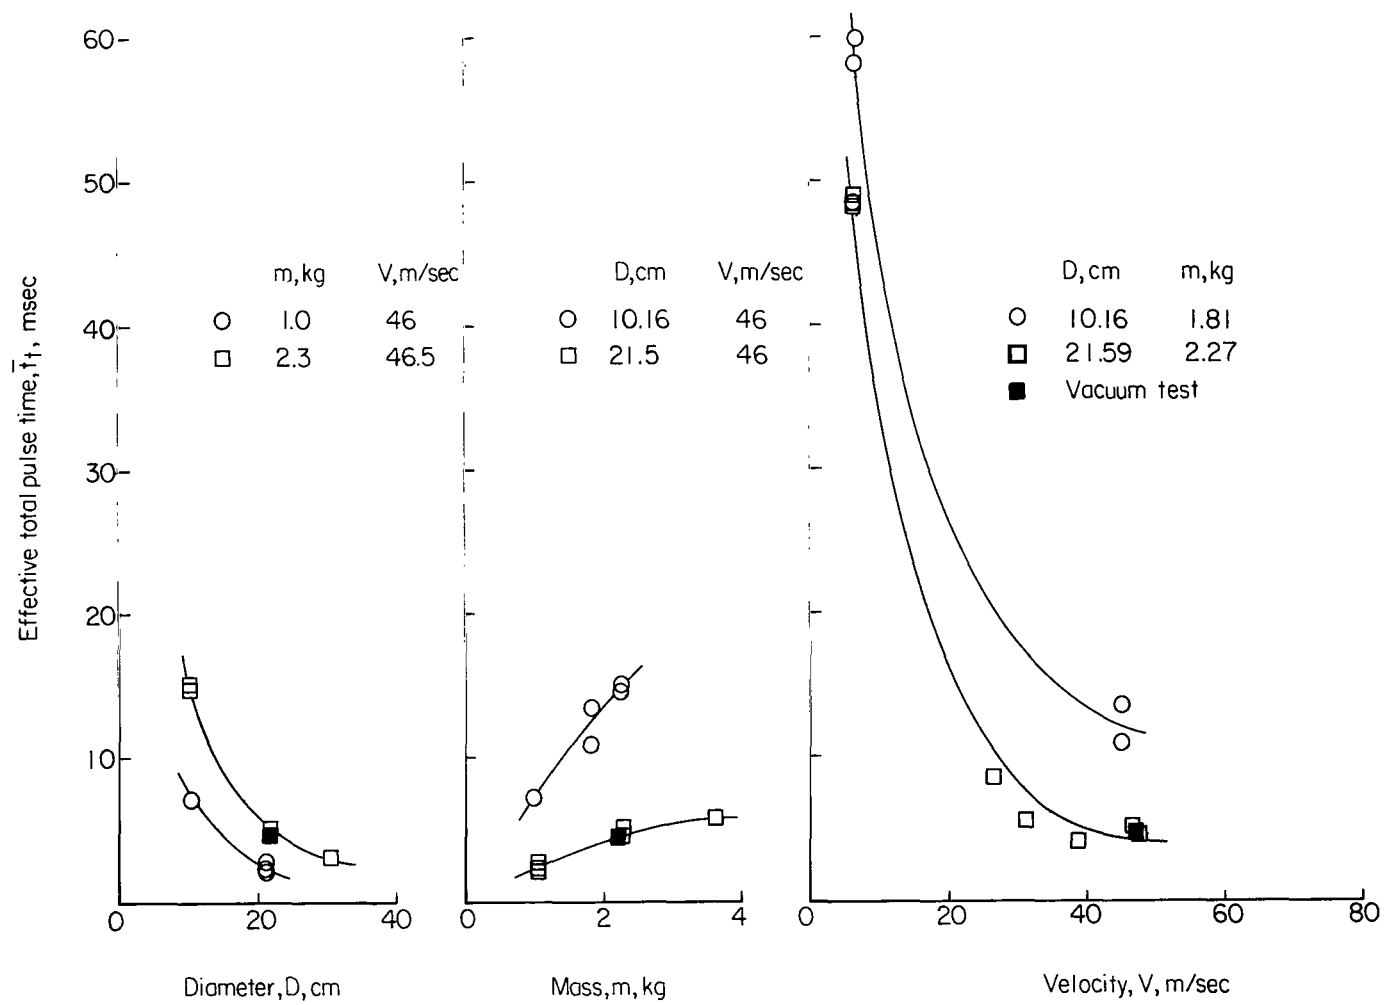 Effective total pulse time, t̄t, msec
60
50
40
30
20
10
m,kg V,m/sec
1.0 46
2.3 46.5
0 20 40
Diameter, D, cm
D,cm V,m/sec
10.16 46
21.5 46
0 2 4
Mass, m, kg
D,cm m,kg
10.16 1.81
21.59 2.27
Vacuum test
0 20 40 60 80
Velocity, V, m/sec